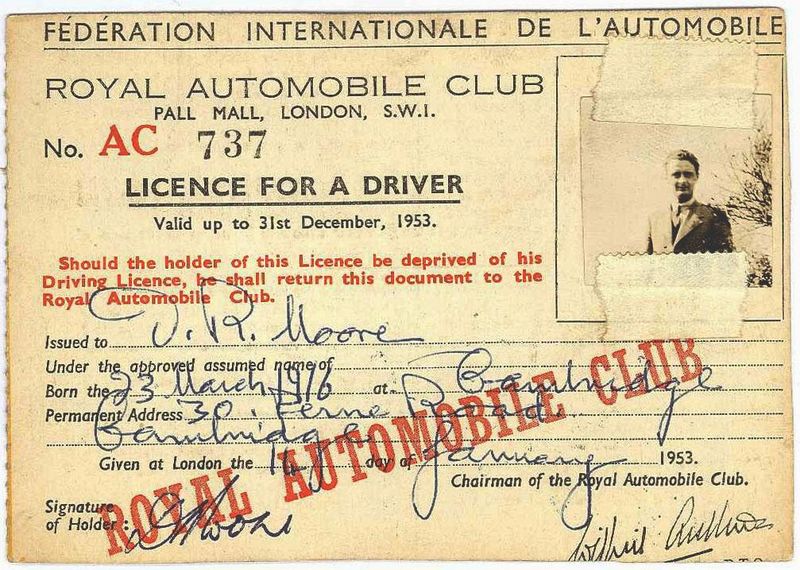 FÉDÉRATION INTERNATIONALE DE L'AUTOMOBILE
ROYAL AUTOMOBILE CLUB
PALL MALL, LONDON, S.W.I.
No. AC 737
LICENCE FOR A DRIVER
Valid up to 31st December, 1953.
Should the holder of this Licence be deprived of his
Driving Licence, he shall return this document to the
Royal Automobile Club.
Issued to R. Moore
Under the approved assumed name of
Born the 23 March 1916 at Cambridge
Permanent Address 30 Road
Cambridge
ROYAL AUTOMOBILE CLUB
Given at London the day of January 1953.
Chairman of the Royal Automobile Club.
Signature
of Holder: Moore